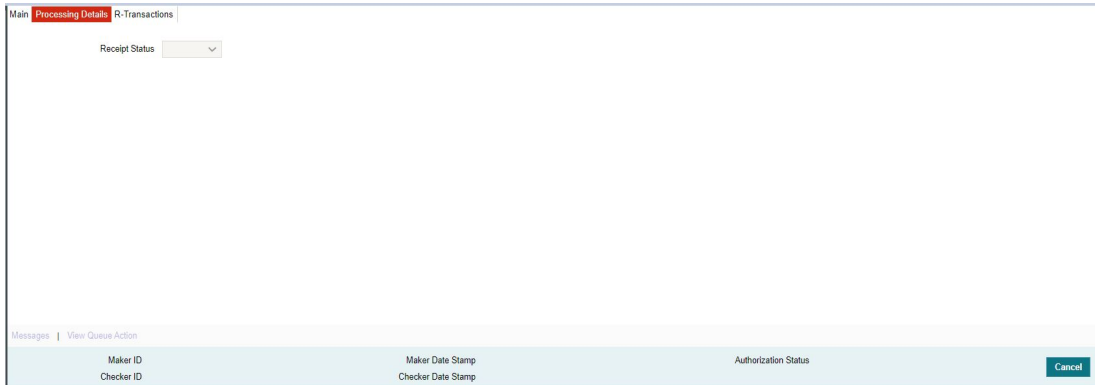 Main Processing Details R-Transactions
Receipt Status
Messages | View Queue Action
Maker ID Maker Date Stamp Authorization Status
Checker ID Checker Date Stamp
Cancel